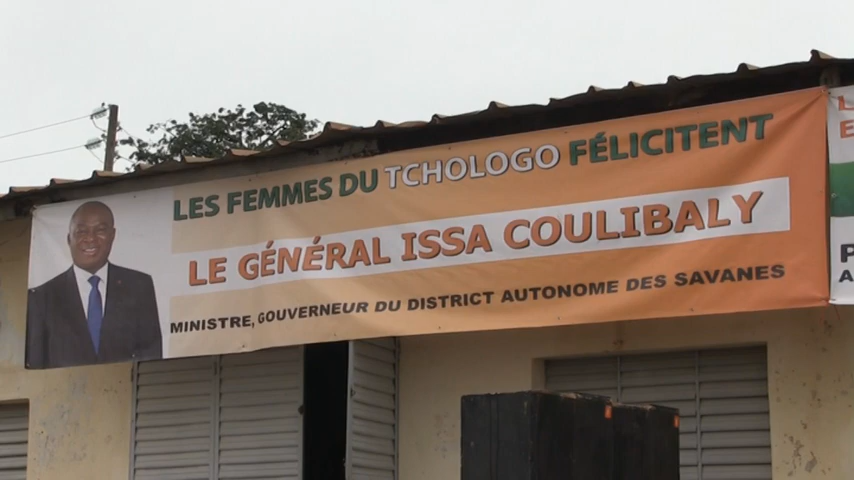 LES FEMMES DU TCHOLOGO FÉLICITENT
LE GÉNÉRAL ISSA COULIBALY
MINISTRE, GOUVERNEUR DU DISTRICT AUTONOME DES SAVANES